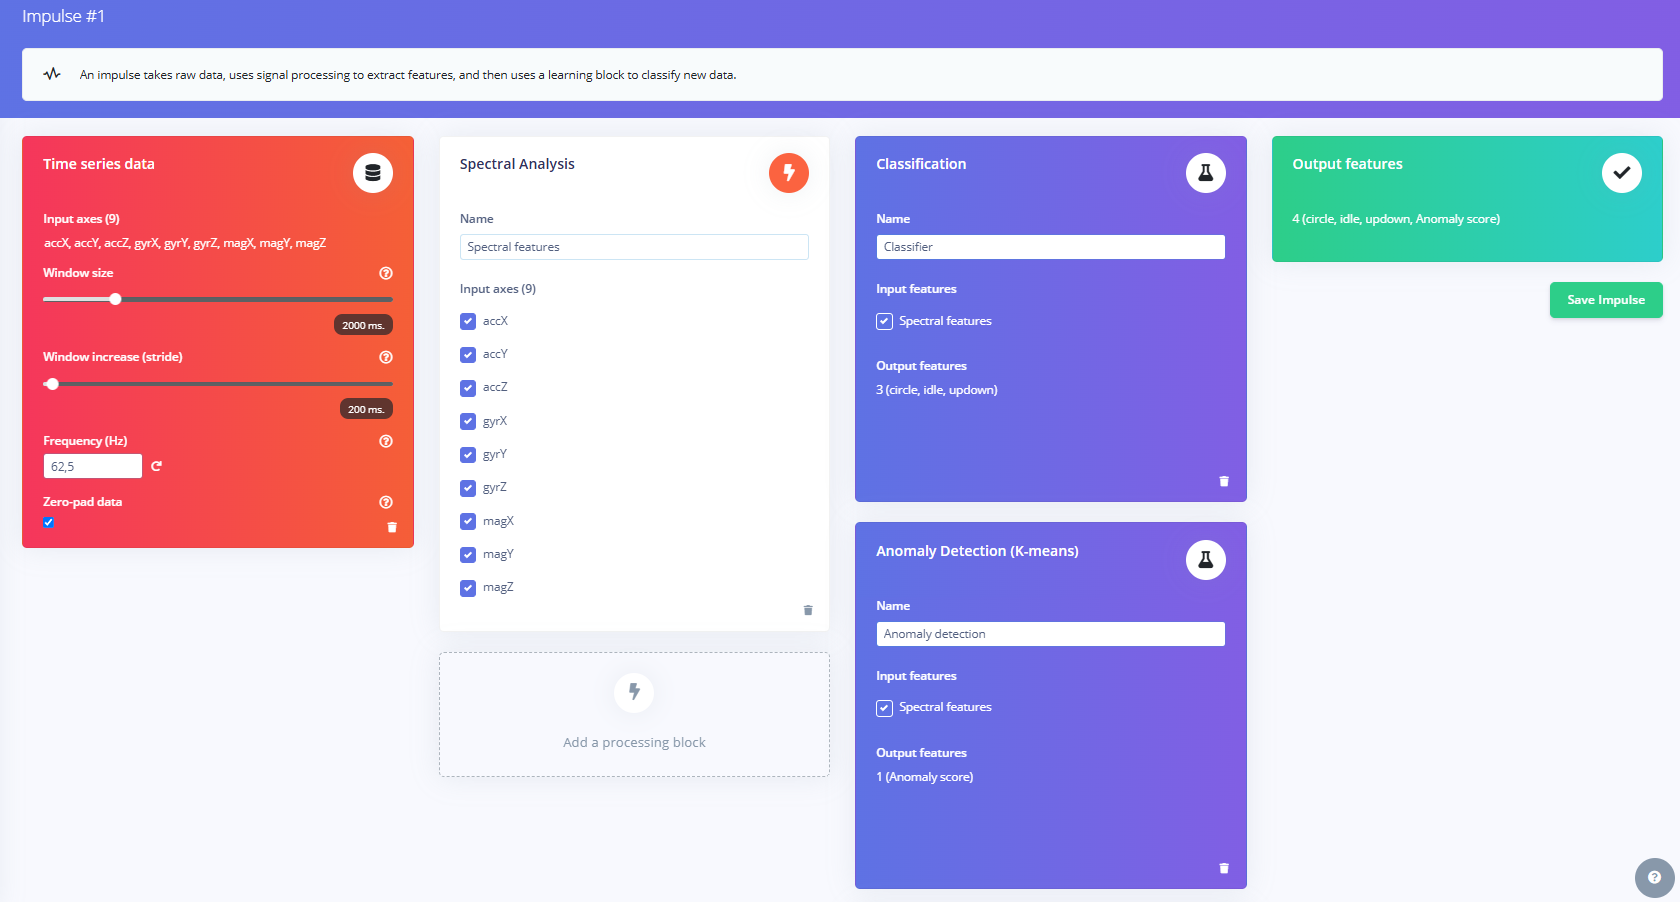 Impulse #1
An impulse takes raw data, uses signal processing to extract features, and then uses a learning block to classify new data.
Time series data
Input axes (9)
accX, accY, accZ, gyrX, gyrY, gyrZ, magX, magY, magZ
Window size
2000 ms.
Window increase (stride)
200 ms.
Frequency (Hz)
62,5
Zero-pad data
Spectral Analysis
Name
Spectral features
Input axes (9)
accX
accY
accZ
gyrX
gyrY
gyrZ
magX
magY
magZ
Add a processing block
Classification
Name
Classifier
Input features
Spectral features
Output features
3 (circle, idle, updown)
Anomaly Detection (K-means)
Name
Anomaly detection
Input features
Spectral features
Output features
1 (Anomaly score)
Output features
4 (circle, idle, updown, Anomaly score)
Save Impulse